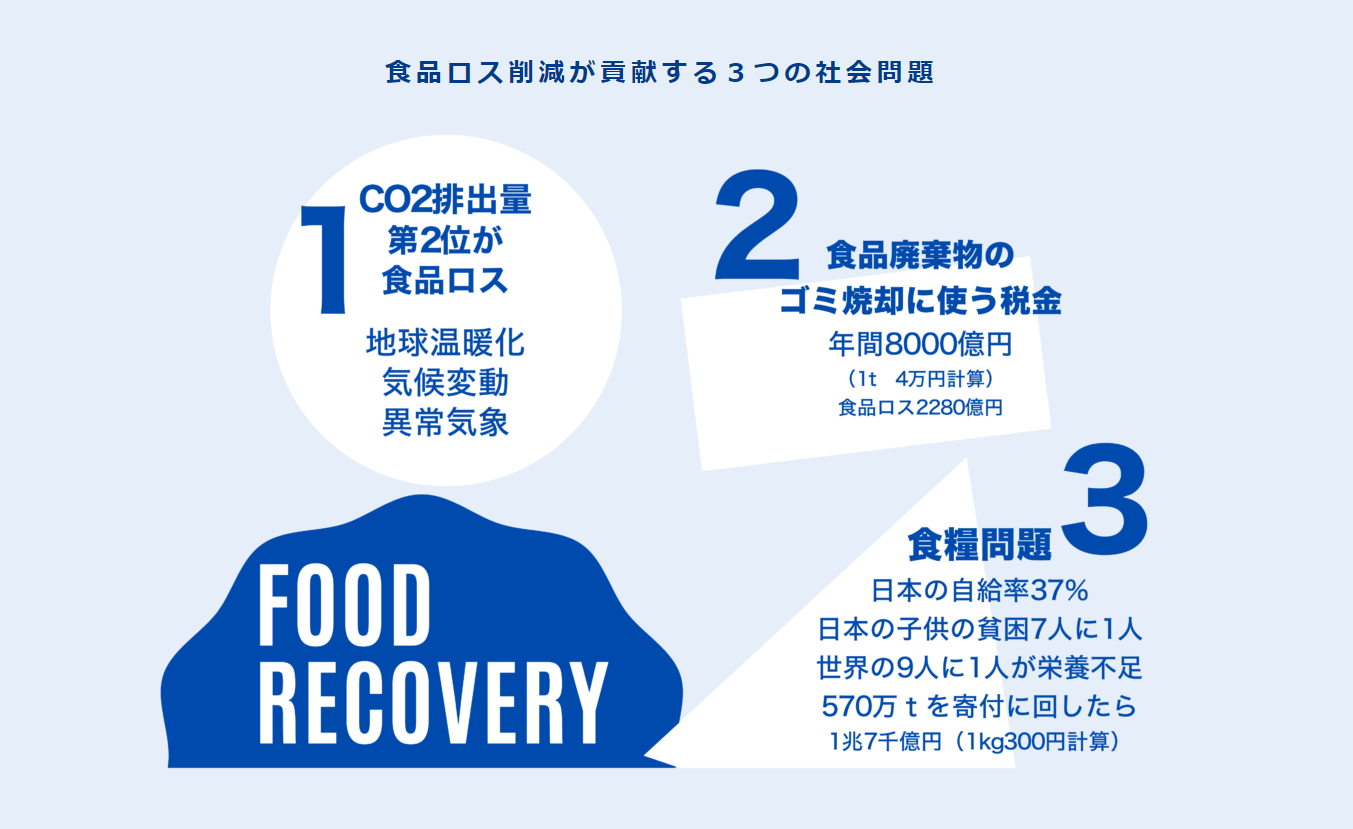 食品ロス削減が貢献する３つの社会問題
1
CO2排出量
第2位が
食品ロス
地球温暖化
気候変動
異常気象
2
食品廃棄物の
ゴミ焼却に使う税金
年間8000億円
（1t　4万円計算）
食品ロス2280億円
3
食糧問題
日本の自給率37%
日本の子供の貧困7人に1人
世界の9人に1人が栄養不足
570万ｔを寄付に回したら
1兆7千億円（1kg300円計算）
FOOD
RECOVERY